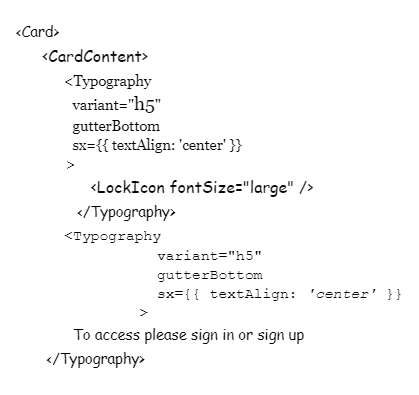 <Card>
<CardContent>
<Typography
variant="h5"
gutterBottom
sx={{ textAlign: 'center' }}
>
<LockIcon fontSize="large" />
</Typography>
<Typography
variant="h5"
gutterBottom
sx={{ textAlign: 'center' }}
>
To access please sign in or sign up
</Typography>